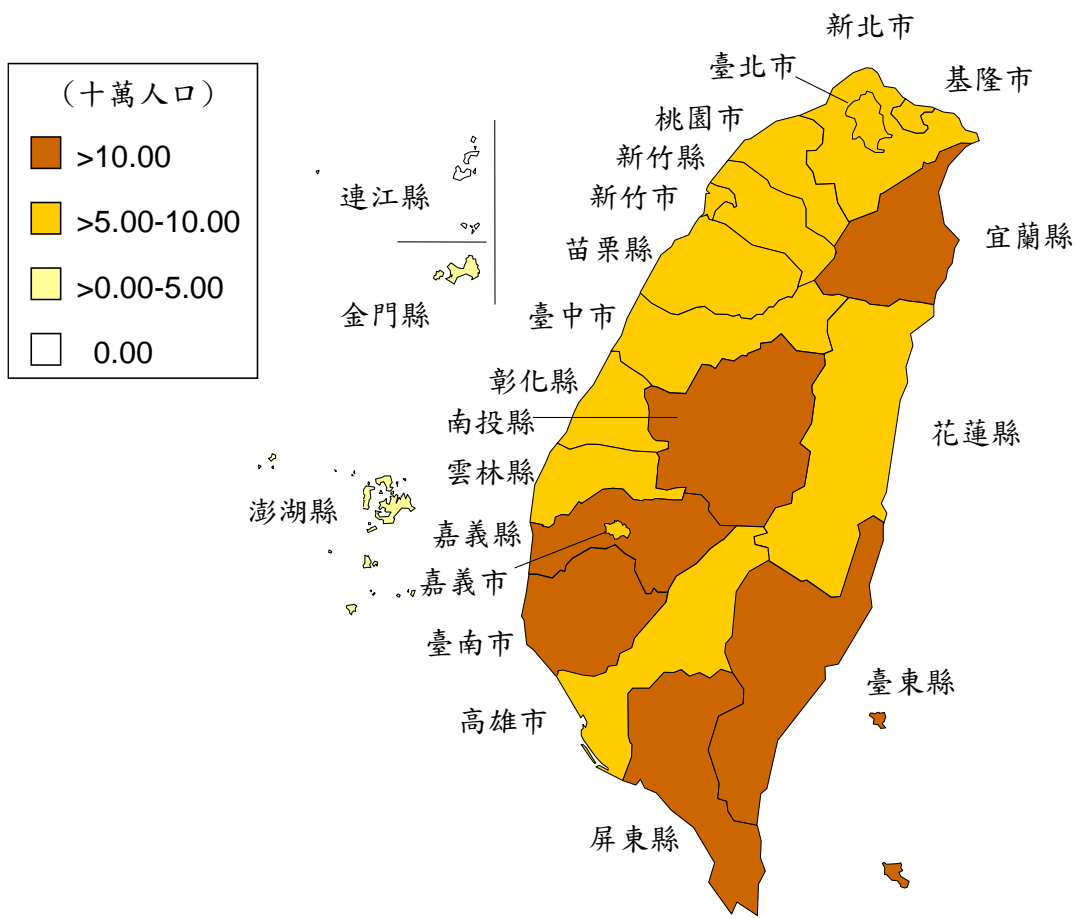 (十萬人口)
>10.00
>5.00-10.00
>0.00-5.00
0.00
新北市
臺北市
基隆市
桃園市
新竹縣
新竹市
連江縣
苗栗縣
宜蘭縣
金門縣
臺中市
彰化縣
南投縣
花蓮縣
雲林縣
澎湖縣
嘉義縣
嘉義市
臺南市
臺東縣
高雄市
屏東縣